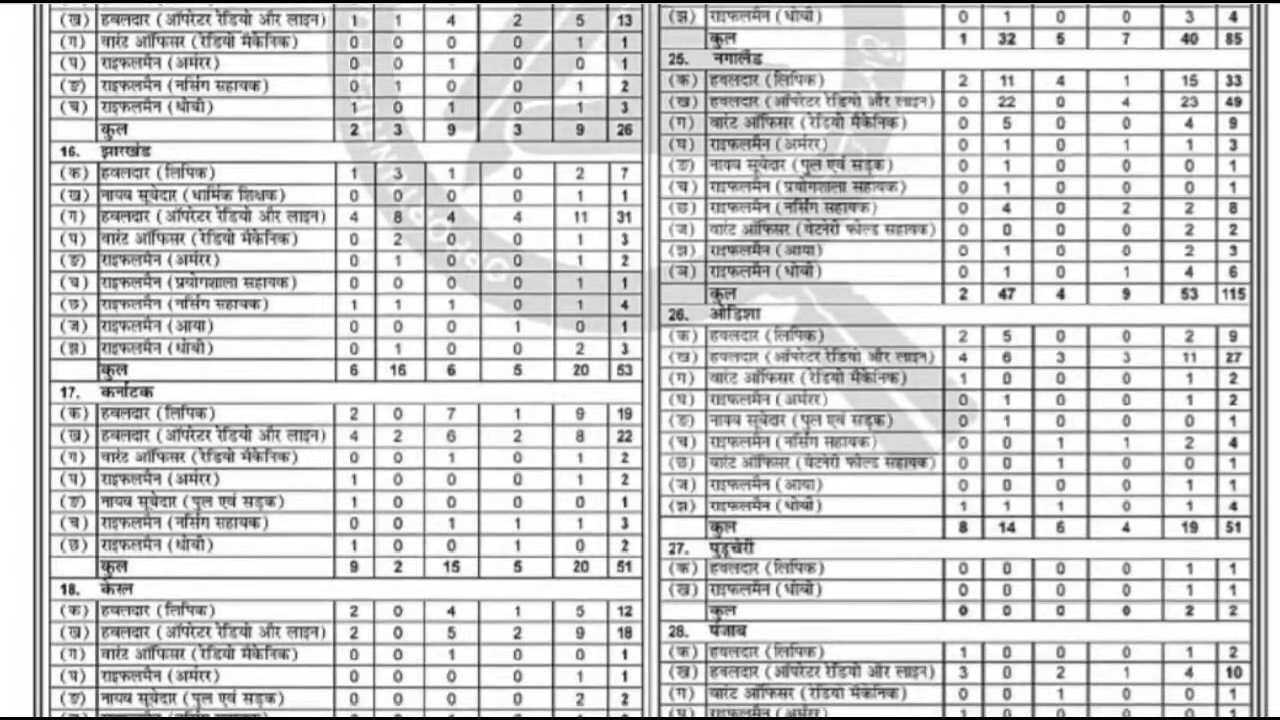 (ख) हवलदार (ऑपरेटर रेडियो और लाइन) 1 1 4 2 5 13
(ग) वारंट ऑफिसर (रेडियो मैकेनिक) 0 0 0 0 1 1
(घ) राइफलमैन (अर्मरर) 0 0 1 0 0 1
(ङ) राइफलमैन (नर्सिंग सहायक) 0 1 0 0 1 2
(च) राइफलमैन (धोबी) 1 0 1 0 1 3
कुल 2 3 9 3 9 26
16. झारखंड
(क) हवलदार (लिपिक) 1 3 1 0 2 7
(ख) नायब सूबेदार (धार्मिक शिक्षक) 0 0 0 0 1 1
(ग) हवलदार (ऑपरेटर रेडियो और लाइन) 4 8 4 4 11 31
(घ) वारंट ऑफिसर (रेडियो मैकेनिक) 0 2 0 0 1 3
(ङ) राइफलमैन (अर्मरर) 0 1 0 0 1 2
(च) राइफलमैन (प्रयोगशाला सहायक) 0 0 0 0 1 1
(छ) राइफलमैन (नर्सिंग सहायक) 1 1 1 0 1 4
(ज) राइफलमैन (आया) 0 0 0 1 0 1
(झ) राइफलमैन (धोबी) 0 1 0 0 2 3
कुल 6 16 6 5 20 53
17. कर्नाटक
(क) हवलदार (लिपिक) 2 0 7 1 9 19
(ख) हवलदार (ऑपरेटर रेडियो और लाइन) 4 2 6 2 8 22
(ग) वारंट ऑफिसर (रेडियो मैकेनिक) 0 0 1 0 1 2
(घ) राइफलमैन (अर्मरर) 1 0 0 0 1 2
(ङ) नायब सूबेदार (पुल एवं सड़क) 1 0 0 0 0 1
(च) राइफलमैन (नर्सिंग सहायक) 0 0 1 1 1 3
(छ) राइफलमैन (धोबी) 1 0 0 1 0 2
कुल 9 2 15 5 20 51
18. केरल
(क) हवलदार (लिपिक) 2 0 4 1 5 12
(ख) हवलदार (ऑपरेटर रेडियो और लाइन) 2 0 5 2 9 18
(ग) वारंट ऑफिसर (रेडियो मैकेनिक) 0 0 1 0 0 1
(घ) राइफलमैन (अर्मरर) 0 0 0 0 1 1
(ङ) नायब सूबेदार (पुल एवं सड़क) 0 0 0 0 2 2
(झ) राइफलमैन (धोबी) 0 1 0 0 3 4
कुल 1 32 5 7 40 85
25. नगालैंड
(क) हवलदार (लिपिक) 2 11 4 1 15 33
(ख) हवलदार (ऑपरेटर रेडियो और लाइन) 0 22 0 4 23 49
(ग) वारंट ऑफिसर (रेडियो मैकेनिक) 0 5 0 0 4 9
(घ) राइफलमैन (अर्मरर) 0 1 0 1 1 3
(ङ) नायब सूबेदार (पुल एवं सड़क) 0 1 0 0 0 1
(च) राइफलमैन (प्रयोगशाला सहायक) 0 1 0 0 0 1
(छ) राइफलमैन (नर्सिंग सहायक) 0 4 0 2 2 8
(ज) वारंट ऑफिसर (वेटनेरी फील्ड सहायक) 0 0 0 0 2 2
(झ) राइफलमैन (आया) 0 1 0 0 2 3
(ञ) राइफलमैन (धोबी) 0 1 0 1 4 6
कुल 2 47 4 9 53 115
26. ओडिशा
(क) हवलदार (लिपिक) 2 5 0 0 2 9
(ख) हवलदार (ऑपरेटर रेडियो और लाइन) 4 6 3 3 11 27
(ग) वारंट ऑफिसर (रेडियो मैकेनिक) 1 0 0 0 1 2
(घ) राइफलमैन (अर्मरर) 0 1 0 0 1 2
(ङ) नायब सूबेदार (पुल एवं सड़क) 0 1 0 0 0 1
(च) राइफलमैन (नर्सिंग सहायक) 0 0 1 1 2 4
(छ) वारंट ऑफिसर (वेटनेरी फील्ड सहायक) 0 0 1 0 0 1
(ज) राइफलमैन (आया) 0 0 0 0 1 1
(झ) राइफलमैन (धोबी) 1 1 1 0 1 4
कुल 8 14 6 4 19 51
27. पुडूचेरी
(क) हवलदार (लिपिक) 0 0 0 0 1 1
(ख) राइफलमैन (धोबी) 0 0 0 0 1 1
कुल 0 0 0 0 2 2
28. पंजाब
(क) हवलदार (लिपिक) 1 0 0 0 1 2
(ख) हवलदार (ऑपरेटर रेडियो और लाइन) 3 0 2 1 4 10
(ग) वारंट ऑफिसर (रेडियो मैकेनिक) 0 0 1 0 0 1
(घ) राइफलमैन (अर्मरर) 1 0 0 0 0 1